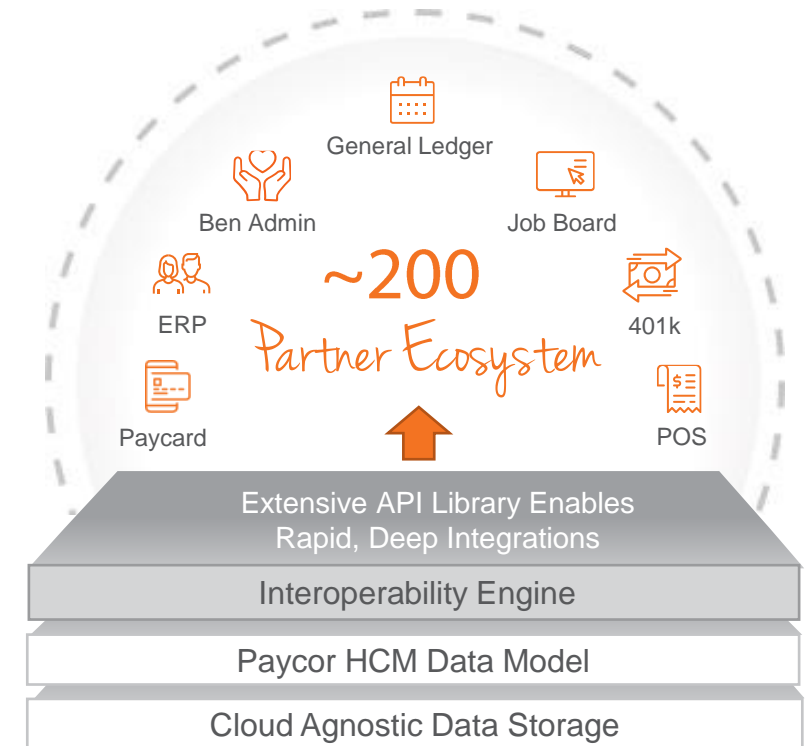 General Ledger
Ben Admin
Job Board
~200
Partner Ecosystem
ERP
401k
Paycard
POS
Extensive API Library Enables
Rapid, Deep Integrations
Interoperability Engine
Paycor HCM Data Model
Cloud Agnostic Data Storage